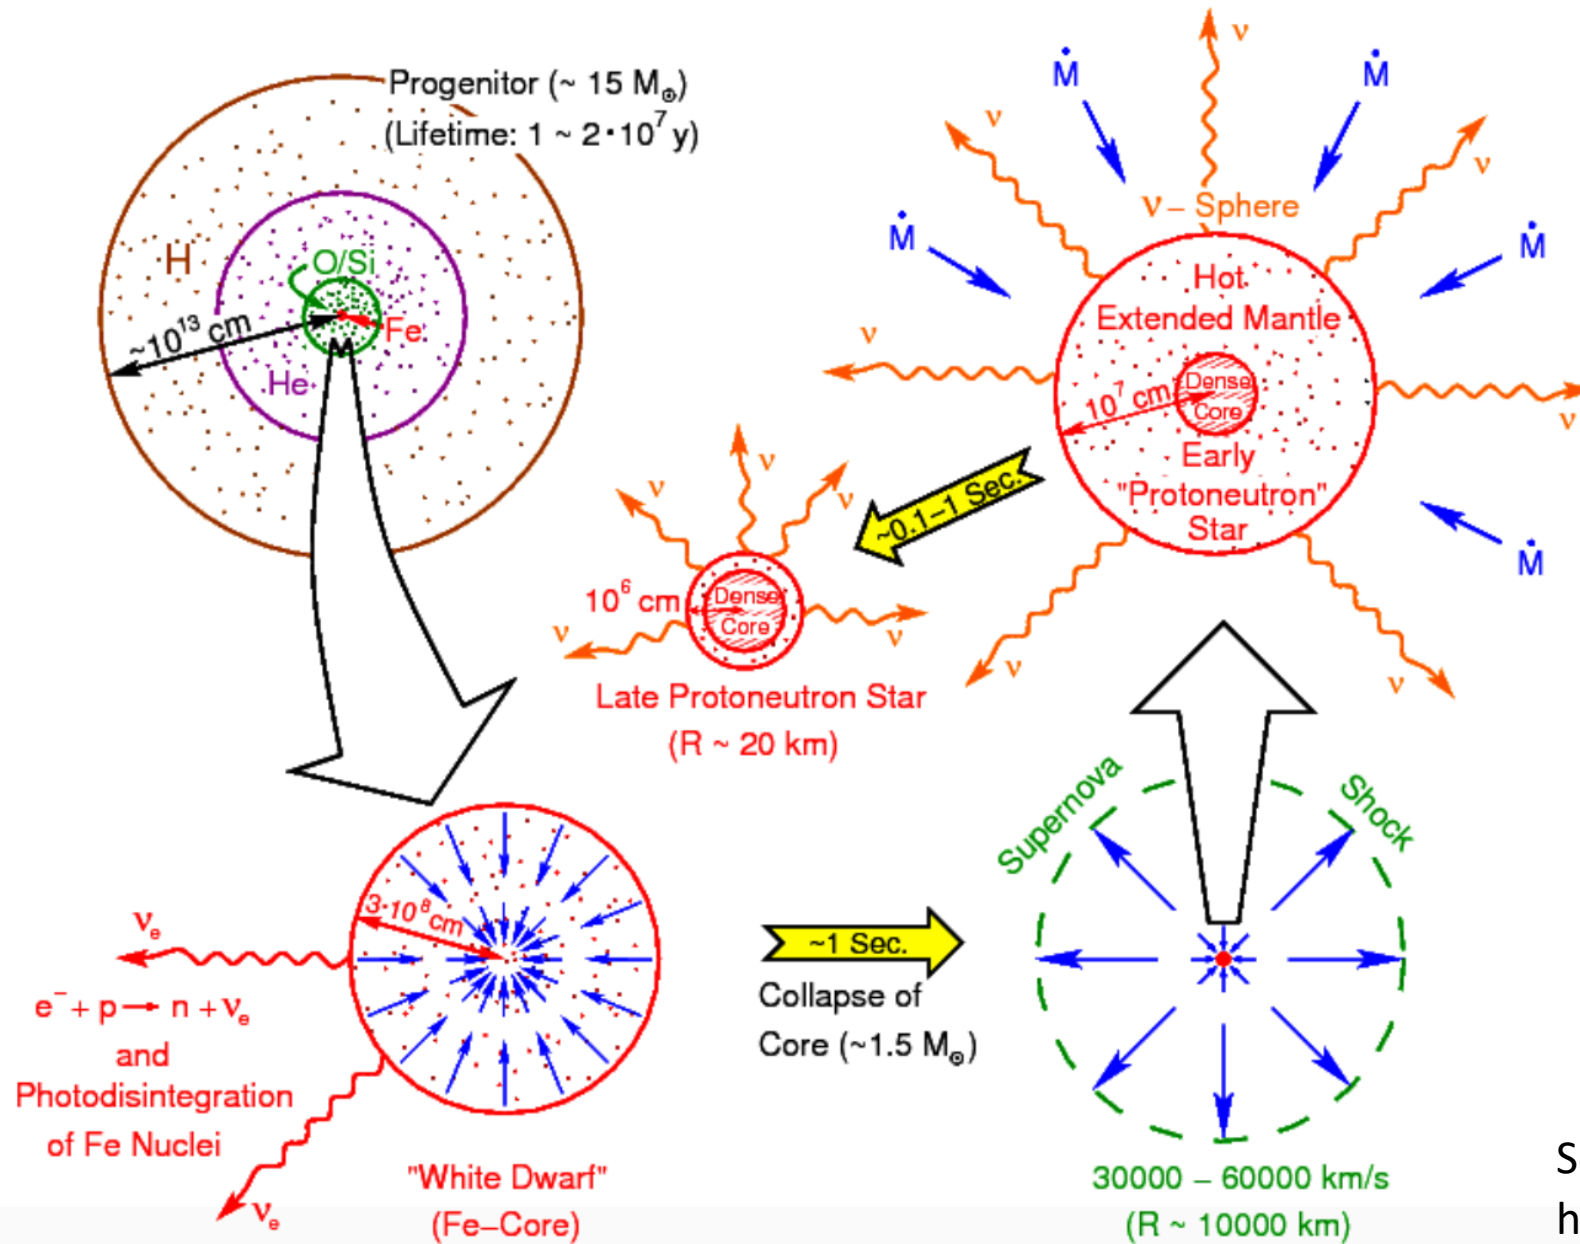 Progenitor (~ 15 M⊙)
(Lifetime: 1 ~ 2·10⁷ y)
H
O/Si
Fe
~10¹³ cm
He
ν
Ṁ
Ṁ
ν
ν
ν – Sphere
Ṁ
Ṁ
Hot
Extended Mantle
ν
10⁷ cm
Dense
Core
ν
Early
"Protoneutron"
Star
Ṁ
ν
ν
~0.1–1 Sec.
ν
ν
ν
10⁶ cm
Dense
Core
ν
ν
Late Protoneutron Star
(R ~ 20 km)
Supernova
Shock
3·10⁸ cm
νₑ
e⁻ + p → n + νₑ
and
Photodisintegration
of Fe Nuclei
νₑ
"White Dwarf"
(Fe–Core)
~1 Sec.
Collapse of
Core (~1.5 M⊙)
30000 – 60000 km/s
(R ~ 10000 km)
S
h